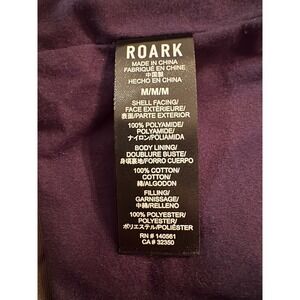 ROARK
MADE IN CHINA
FABRIQUÉ EN CHINE
中国製
HECHO EN CHINA
M/M/M
SHELL FACING/
FACE EXTÉRIEURE/
表面/PARTE EXTERIOR
100% POLYAMIDE/
POLYAMIDE/
ナイロン/POLIAMIDA
BODY LINING/
DOUBLURE BUSTE/
身頃裏地/FORRO CUERPO
100% COTTON/
COTTON/
綿/ALGODON
FILLING/
GARNISSAGE/
中綿/RELLENO
100% POLYESTER/
POLYESTER/
ポリエステル/POLIÉSTER
RN # 140561
CA # 32350